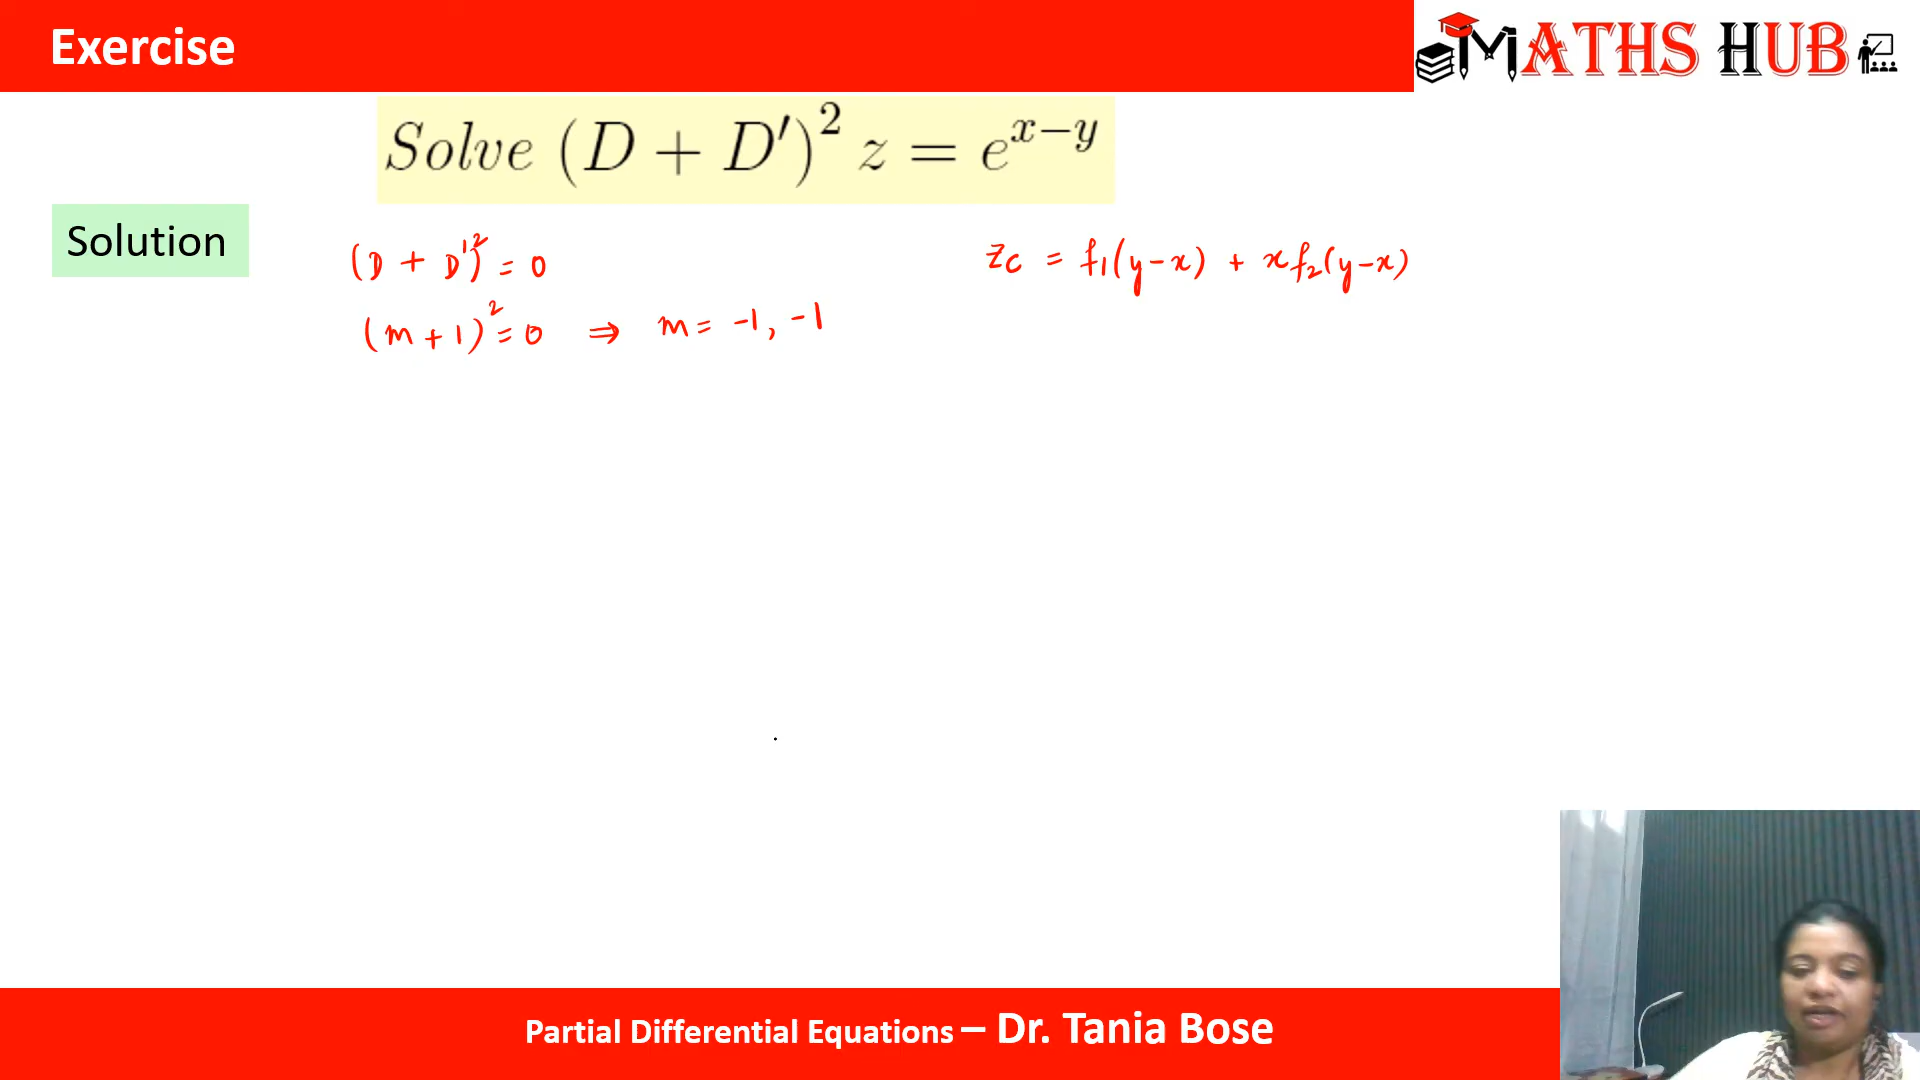 Exercise
MATHS HUB
Solve (D + D′)² z = e^{x−y}
Solution
(D + D')² = 0
z_c = f₁(y-x) + x f₂(y-x)
(m+1)² = 0 ⇒ m = -1, -1
Partial Differential Equations – Dr. Tania Bose